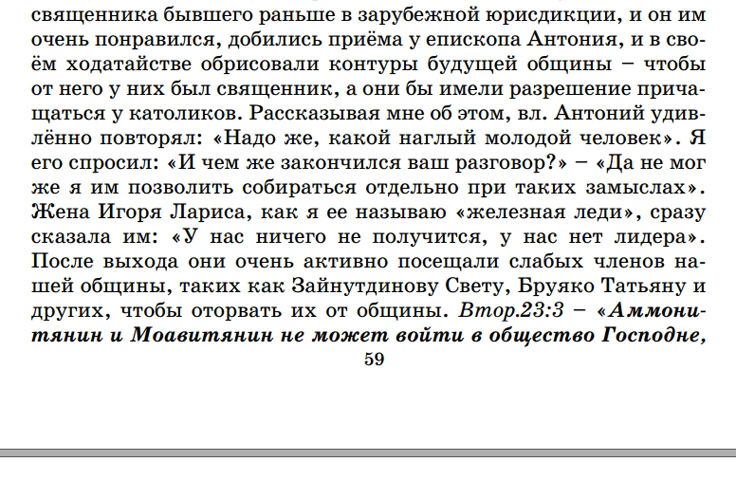 священника бывшего раньше в зарубежной юрисдикции, и он им
очень понравился, добились приёма у епископа Антония, и в сво-
ём ходатайстве обрисовали контуры будущей общины – чтобы
от него у них был священник, а они бы имели разрешение прича-
щаться у католиков. Рассказывая мне об этом, вл. Антоний удив-
лённо повторял: «Надо же, какой наглый молодой человек». Я
его спросил: «И чем же закончился ваш разговор?» – «Да не мог
же я им позволить собираться отдельно при таких замыслах».
Жена Игоря Лариса, как я ее называю «железная леди», сразу
сказала им: «У нас ничего не получится, у нас нет лидера».
После выхода они очень активно посещали слабых членов на-
шей общины, таких как Зайнутдинову Свету, Бруяко Татьяну и
других, чтобы оторвать их от общины. Втор.23:3 – «Аммони-
тянин и Моавитянин не может войти в общество Господне,
59